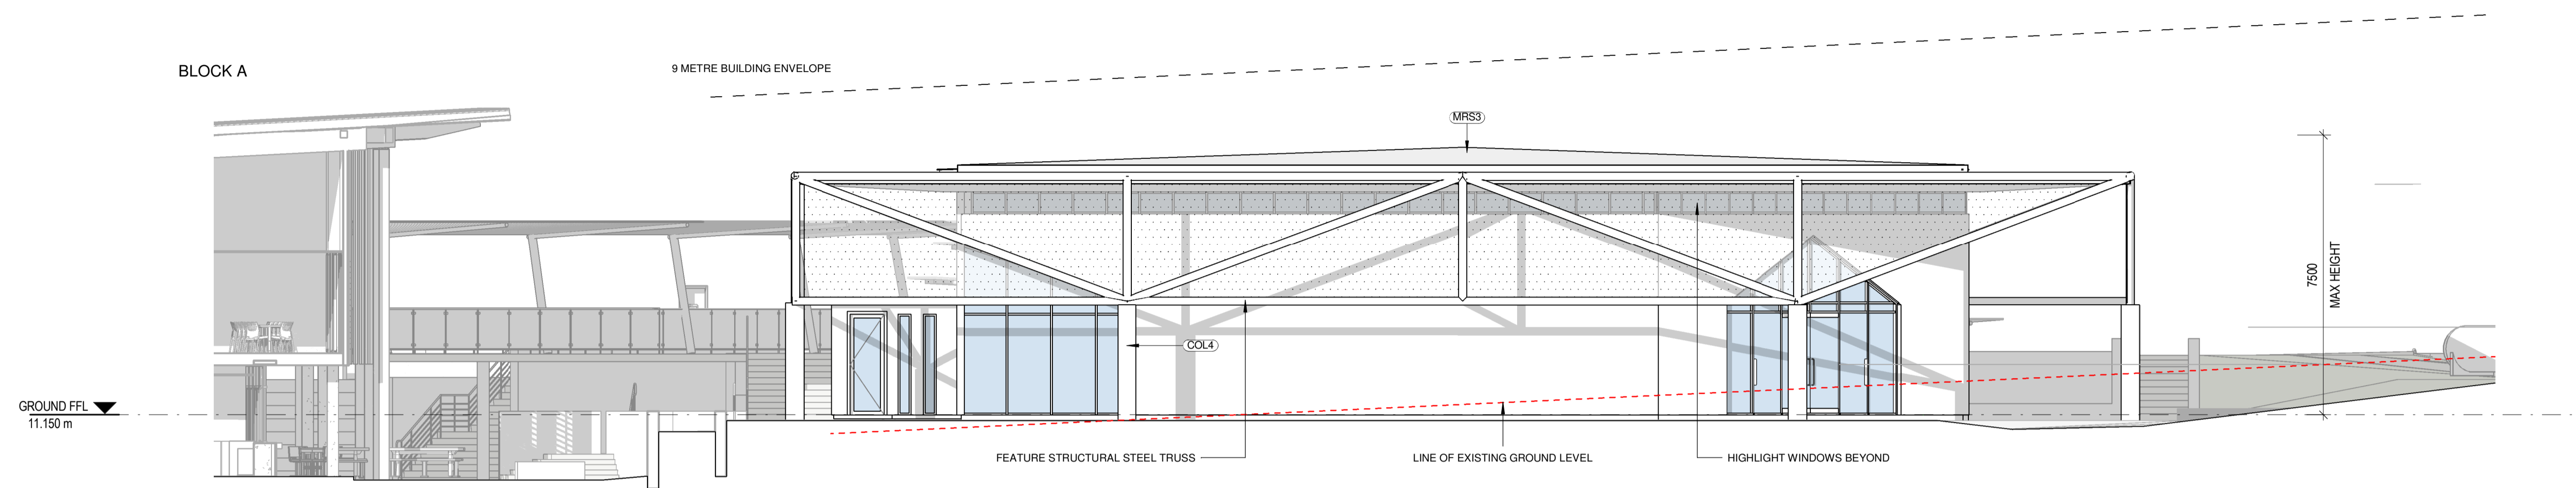 BLOCK A
9 METRE BUILDING ENVELOPE
MRS3
7500
MAX HEIGHT
COL4
GROUND FFL
11.150 m
FEATURE STRUCTURAL STEEL TRUSS
LINE OF EXISTING GROUND LEVEL
HIGHLIGHT WINDOWS BEYOND